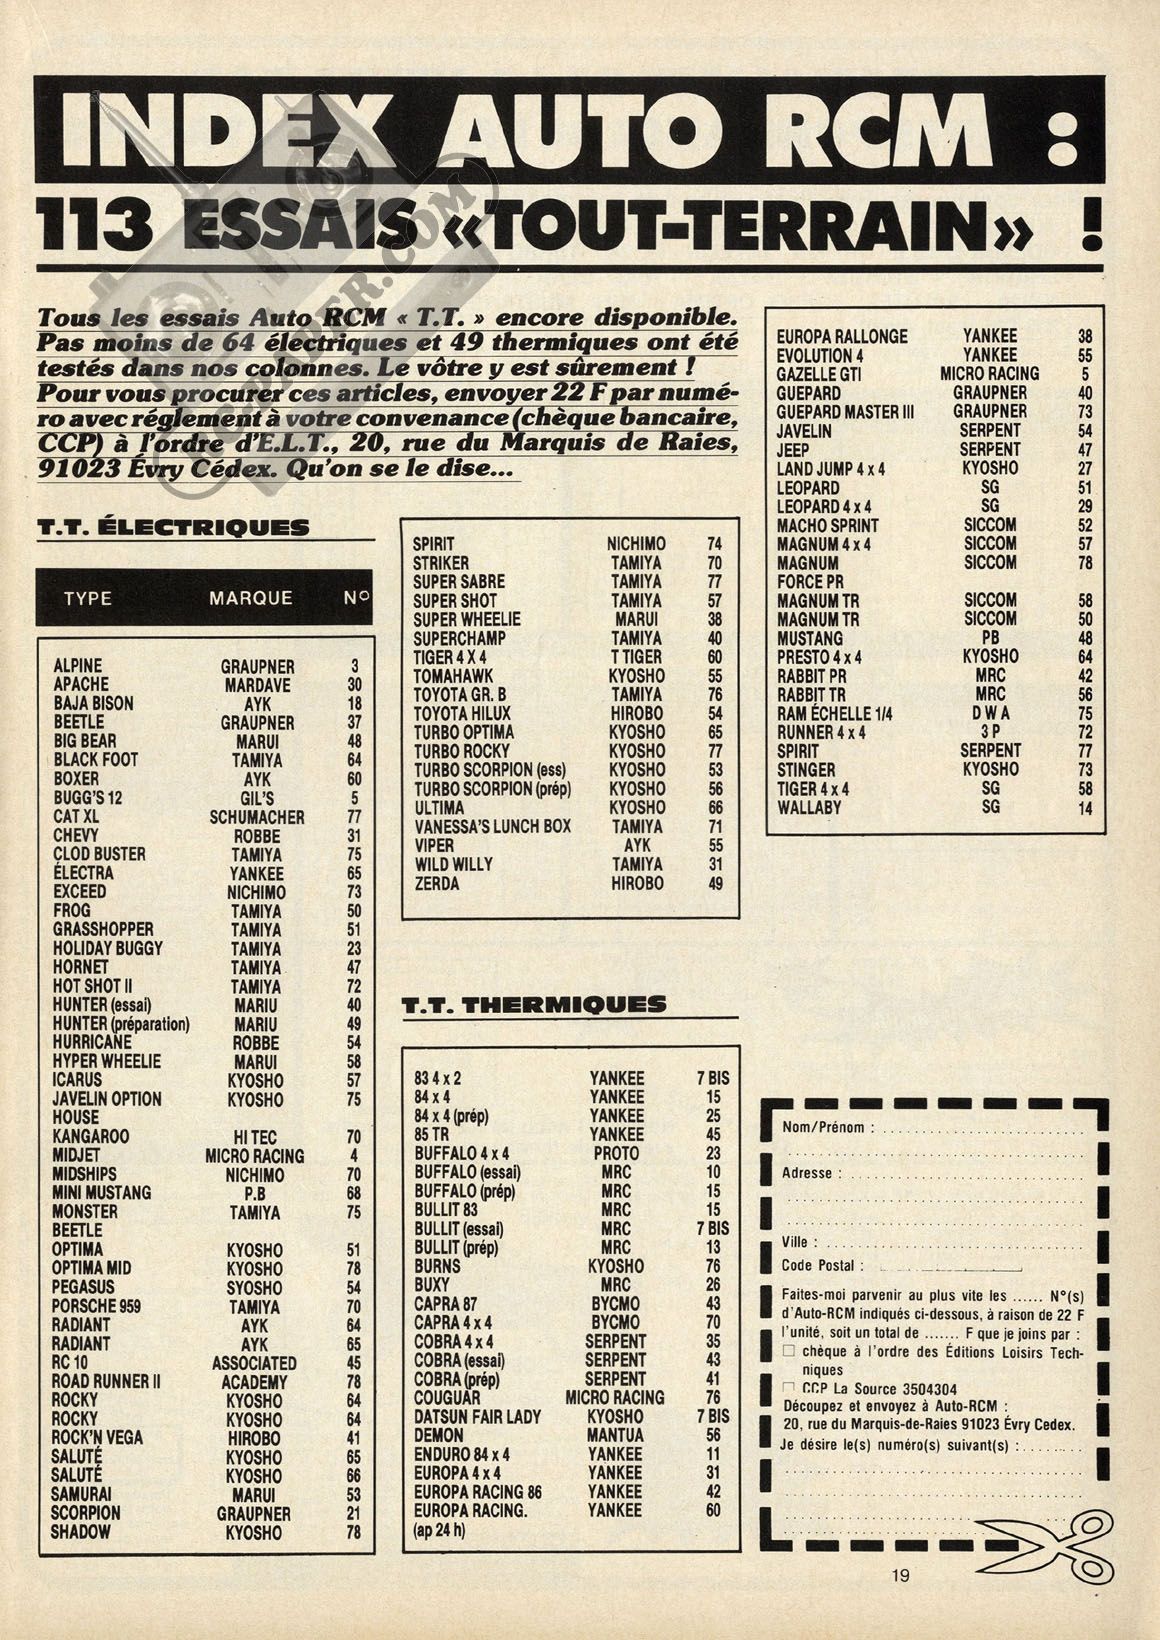 INDEX AUTO RCM :
113 ESSAIS «TOUT-TERRAIN» !
RC-PAPER.COM
Tous les essais Auto RCM « T.T. » encore disponible.
Pas moins de 64 électriques et 49 thermiques ont été
testés dans nos colonnes. Le vôtre y est sûrement !
Pour vous procurer ces articles, envoyer 22 F par numé-
ro avec réglement à votre convenance (chèque bancaire,
CCP) à l'ordre d'E.L.T., 20, rue du Marquis de Raies,
91023 Évry Cédex. Qu'on se le dise...
T.T. ÉLECTRIQUES
TYPE MARQUE N°
ALPINE GRAUPNER 3
APACHE MARDAVE 30
BAJA BISON AYK 18
BEETLE GRAUPNER 37
BIG BEAR MARUI 48
BLACK FOOT TAMIYA 64
BOXER AYK 60
BUGG'S 12 GIL'S 5
CAT XL SCHUMACHER 77
CHEVY ROBBE 31
CLOD BUSTER TAMIYA 75
ÉLECTRA YANKEE 65
EXCEED NICHIMO 73
FROG TAMIYA 50
GRASSHOPPER TAMIYA 51
HOLIDAY BUGGY TAMIYA 23
HORNET TAMIYA 47
HOT SHOT II TAMIYA 72
HUNTER (essai) MARIU 40
HUNTER (préparation) MARIU 49
HURRICANE ROBBE 54
HYPER WHEELIE MARUI 58
ICARUS KYOSHO 57
JAVELIN OPTION KYOSHO 75
HOUSE
KANGAROO HI TEC 70
MIDJET MICRO RACING 4
MIDSHIPS NICHIMO 70
MINI MUSTANG P.B 68
MONSTER TAMIYA 75
BEETLE
OPTIMA KYOSHO 51
OPTIMA MID KYOSHO 78
PEGASUS SYOSHO 54
PORSCHE 959 TAMIYA 70
RADIANT AYK 64
RADIANT AYK 65
RC 10 ASSOCIATED 45
ROAD RUNNER II ACADEMY 78
ROCKY KYOSHO 64
ROCKY KYOSHO 64
ROCK'N VEGA HIROBO 41
SALUTÉ KYOSHO 65
SALUTÉ KYOSHO 66
SAMURAI MARUI 53
SCORPION GRAUPNER 21
SHADOW KYOSHO 78
SPIRIT NICHIMO 74
STRIKER TAMIYA 70
SUPER SABRE TAMIYA 77
SUPER SHOT TAMIYA 57
SUPER WHEELIE MARUI 38
SUPERCHAMP TAMIYA 40
TIGER 4 X 4 T TIGER 60
TOMAHAWK KYOSHO 55
TOYOTA GR. B TAMIYA 76
TOYOTA HILUX HIROBO 54
TURBO OPTIMA KYOSHO 65
TURBO ROCKY KYOSHO 77
TURBO SCORPION (ess) KYOSHO 53
TURBO SCORPION (prép) KYOSHO 56
ULTIMA KYOSHO 66
VANESSA'S LUNCH BOX TAMIYA 71
VIPER AYK 55
WILD WILLY TAMIYA 31
ZERDA HIROBO 49
T.T. THERMIQUES
83 4 x 2 YANKEE 7 BIS
84 x 4 YANKEE 15
84 x 4 (prép) YANKEE 25
85 TR YANKEE 45
BUFFALO 4 x 4 PROTO 23
BUFFALO (essai) MRC 10
BUFFALO (prép) MRC 15
BULLIT 83 MRC 15
BULLIT (essai) MRC 7 BIS
BULLIT (prép) MRC 13
BURNS KYOSHO 76
BUXY MRC 26
CAPRA 87 BYCMO 43
CAPRA 4 x 4 BYCMO 70
COBRA 4 x 4 SERPENT 35
COBRA (essai) SERPENT 43
COBRA (prép) SERPENT 41
COUGUAR MICRO RACING 76
DATSUN FAIR LADY KYOSHO 7 BIS
DEMON MANTUA 56
ENDURO 84 x 4 YANKEE 11
EUROPA 4 x 4 YANKEE 31
EUROPA RACING 86 YANKEE 42
EUROPA RACING. YANKEE 60
(ap 24 h)
EUROPA RALLONGE YANKEE 38
EVOLUTION 4 YANKEE 55
GAZELLE GTI MICRO RACING 5
GUEPARD GRAUPNER 40
GUEPARD MASTER III GRAUPNER 73
JAVELIN SERPENT 54
JEEP SERPENT 47
LAND JUMP 4 x 4 KYOSHO 27
LEOPARD SG 51
LEOPARD 4 x 4 SG 29
MACHO SPRINT SICCOM 52
MAGNUM 4 x 4 SICCOM 57
MAGNUM SICCOM 78
FORCE PR
MAGNUM TR SICCOM 58
MAGNUM TR SICCOM 50
MUSTANG PB 48
PRESTO 4 x 4 KYOSHO 64
RABBIT PR MRC 42
RABBIT TR MRC 56
RAM ÉCHELLE 1/4 D W A 75
RUNNER 4 x 4 3 P 72
SPIRIT SERPENT 77
STINGER KYOSHO 73
TIGER 4 x 4 SG 58
WALLABY SG 14
Nom/Prénom :
Adresse :
Ville :
Code Postal :
Faites-moi parvenir au plus vite les ...... N°(s)
d'Auto-RCM indiqués ci-dessous, à raison de 22 F
l'unité, soit un total de ....... F que je joins par :
□ chèque à l'ordre des Éditions Loisirs Tech-
niques
□ CCP La Source 3504304
Découpez et envoyez à Auto-RCM :
20, rue du Marquis-de-Raies 91023 Évry Cedex.
Je désire le(s) numéro(s) suivant(s) :
19